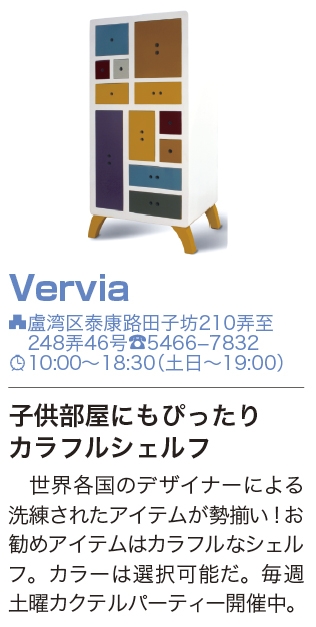 Vervia
盧湾区泰康路田子坊210弄至
248弄46号☎5466-7832
10:00～18:30（土日～19:00）
子供部屋にもぴったり
カラフルシェルフ
世界各国のデザイナーによる
洗練されたアイテムが勢揃い！お
勧めアイテムはカラフルなシェル
フ。カラーは選択可能だ。毎週
土曜カクテルパーティー開催中。